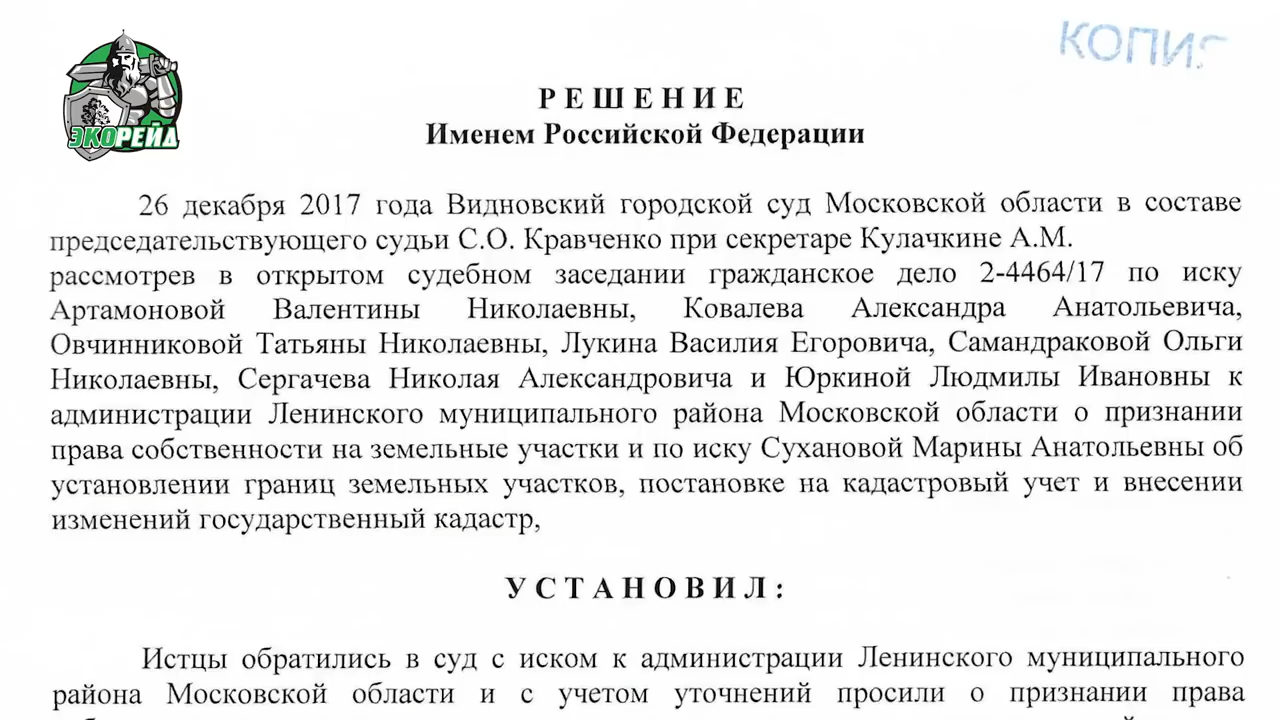 КОПИЯ
ЭКОРЕЙД
РЕШЕНИЕ
Именем Российской Федерации
26 декабря 2017 года Видновский городской суд Московской области в составе
председательствующего судьи С.О. Кравченко при секретаре Кулачкине А.М.
рассмотрев в открытом судебном заседании гражданское дело 2-4464/17 по иску
Артамоновой Валентины Николаевны, Ковалева Александра Анатольевича,
Овчинниковой Татьяны Николаевны, Лукина Василия Егоровича, Самандраковой Ольги
Николаевны, Сергачева Николая Александровича и Юркиной Людмилы Ивановны к
администрации Ленинского муниципального района Московской области о признании
права собственности на земельные участки и по иску Сухановой Марины Анатольевны об
установлении границ земельных участков, постановке на кадастровый учет и внесении
изменений государственный кадастр,
УСТАНОВИЛ:
Истцы обратились в суд с иском к администрации Ленинского муниципального
района Московской области и с учетом уточнений просили о признании права